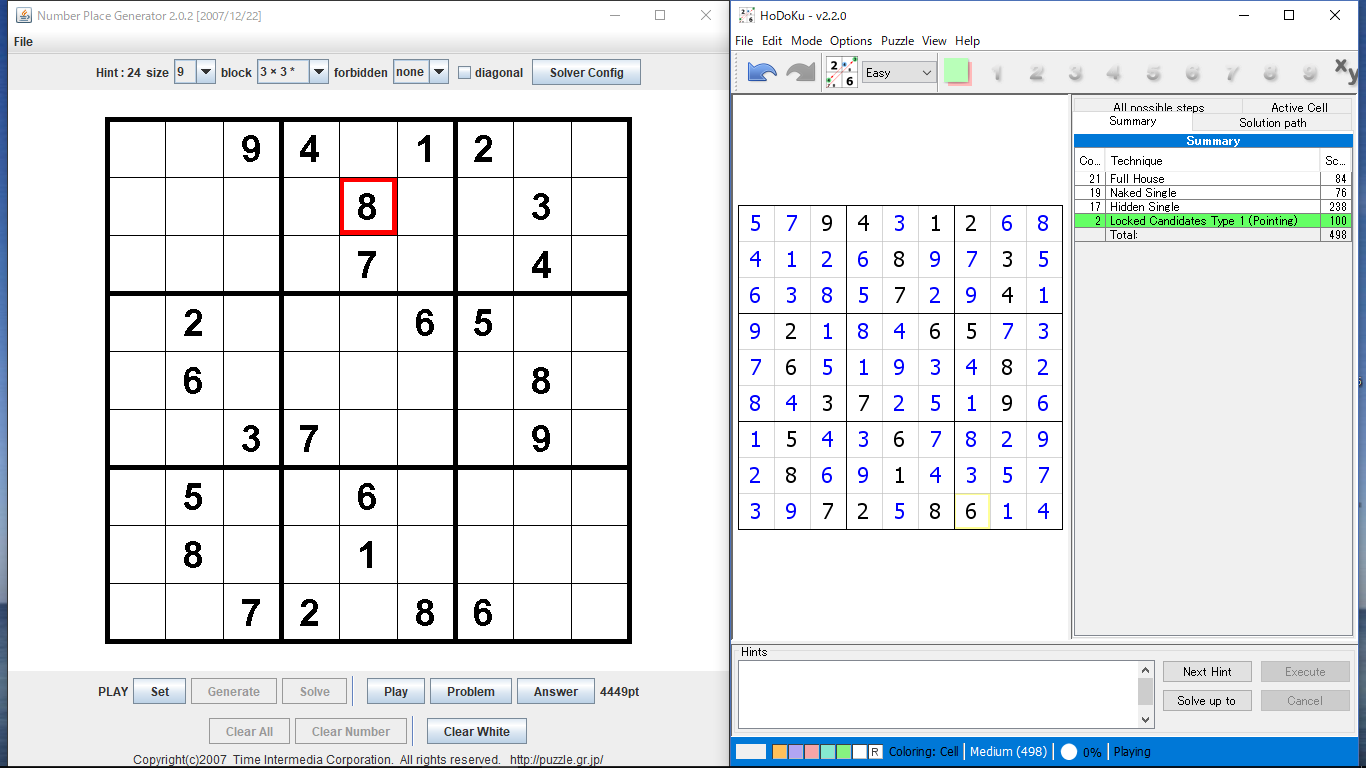 Number Place Generator 2.0.2 [2007/12/22]
File
Hint : 24 size 9 block 3 × 3 * forbidden none diagonal Solver Config
9 4 1 2
8 3
7 4
2 6 5
6 8
3 7 9
5 6
8 1
7 2 8 6
PLAY Set Generate Solve Play Problem Answer 4449pt
Clear All Clear Number Clear White
Copyright(c)2007 Time Intermedia Corporation. All rights reserved. http://puzzle.gr.jp/
HoDoKu - v2.2.0
File Edit Mode Options Puzzle View Help
2 6 Easy 1 2 3 4 5 6 7 8 9 xy
5 7 9 4 3 1 2 6 8
4 1 2 6 8 9 7 3 5
6 3 8 5 7 2 9 4 1
9 2 1 8 4 6 5 7 3
7 6 5 1 9 3 4 8 2
8 4 3 7 2 5 1 9 6
1 5 4 3 6 7 8 2 9
2 8 6 9 1 4 3 5 7
3 9 7 2 5 8 6 1 4
All possible steps Active Cell
Summary Solution path
Summary
Co... Technique Sc...
21 Full House 84
19 Naked Single 76
17 Hidden Single 238
2 Locked Candidates Type 1 (Pointing) 100
Total: 498
Hints
Next Hint Execute
Solve up to Cancel
R Coloring: Cell Medium (498) 0% Playing